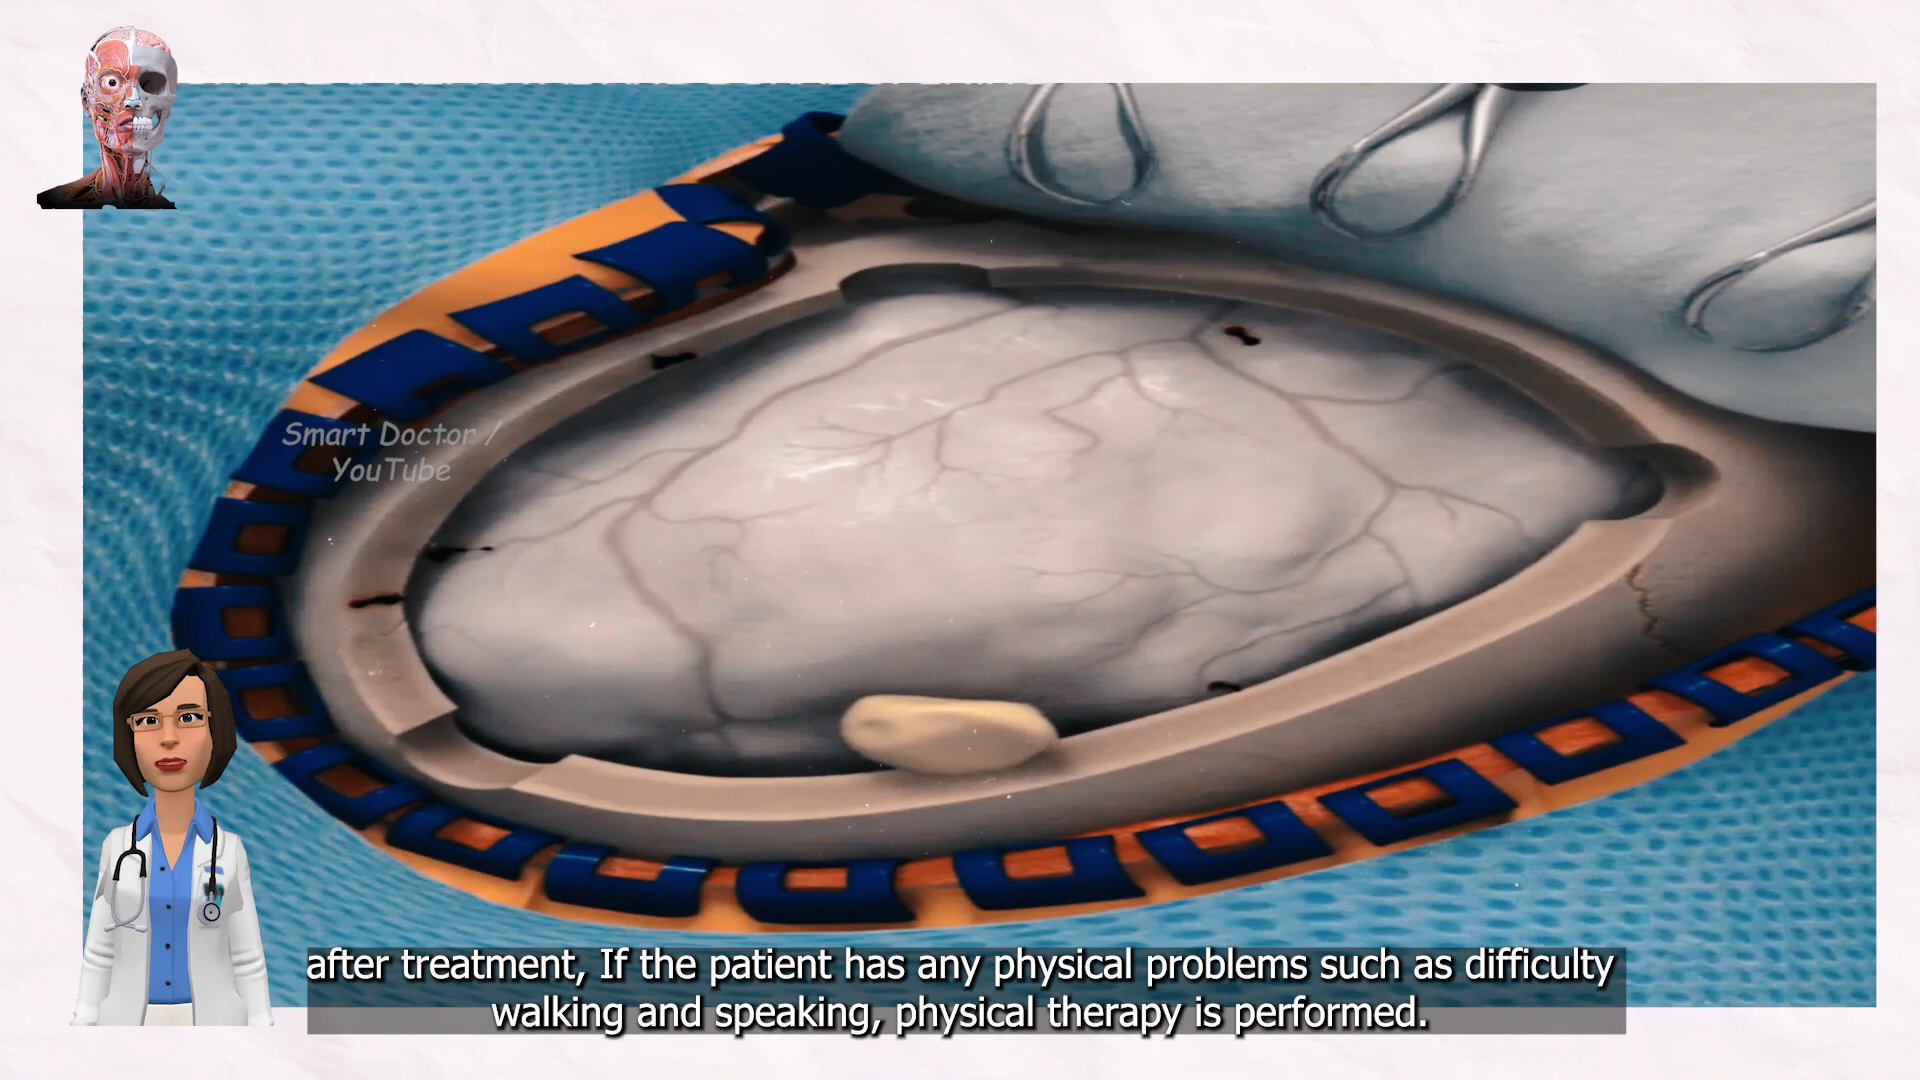 Smart Doctor /
YouTube
after treatment, If the patient has any physical problems such as difficulty
walking and speaking, physical therapy is performed.